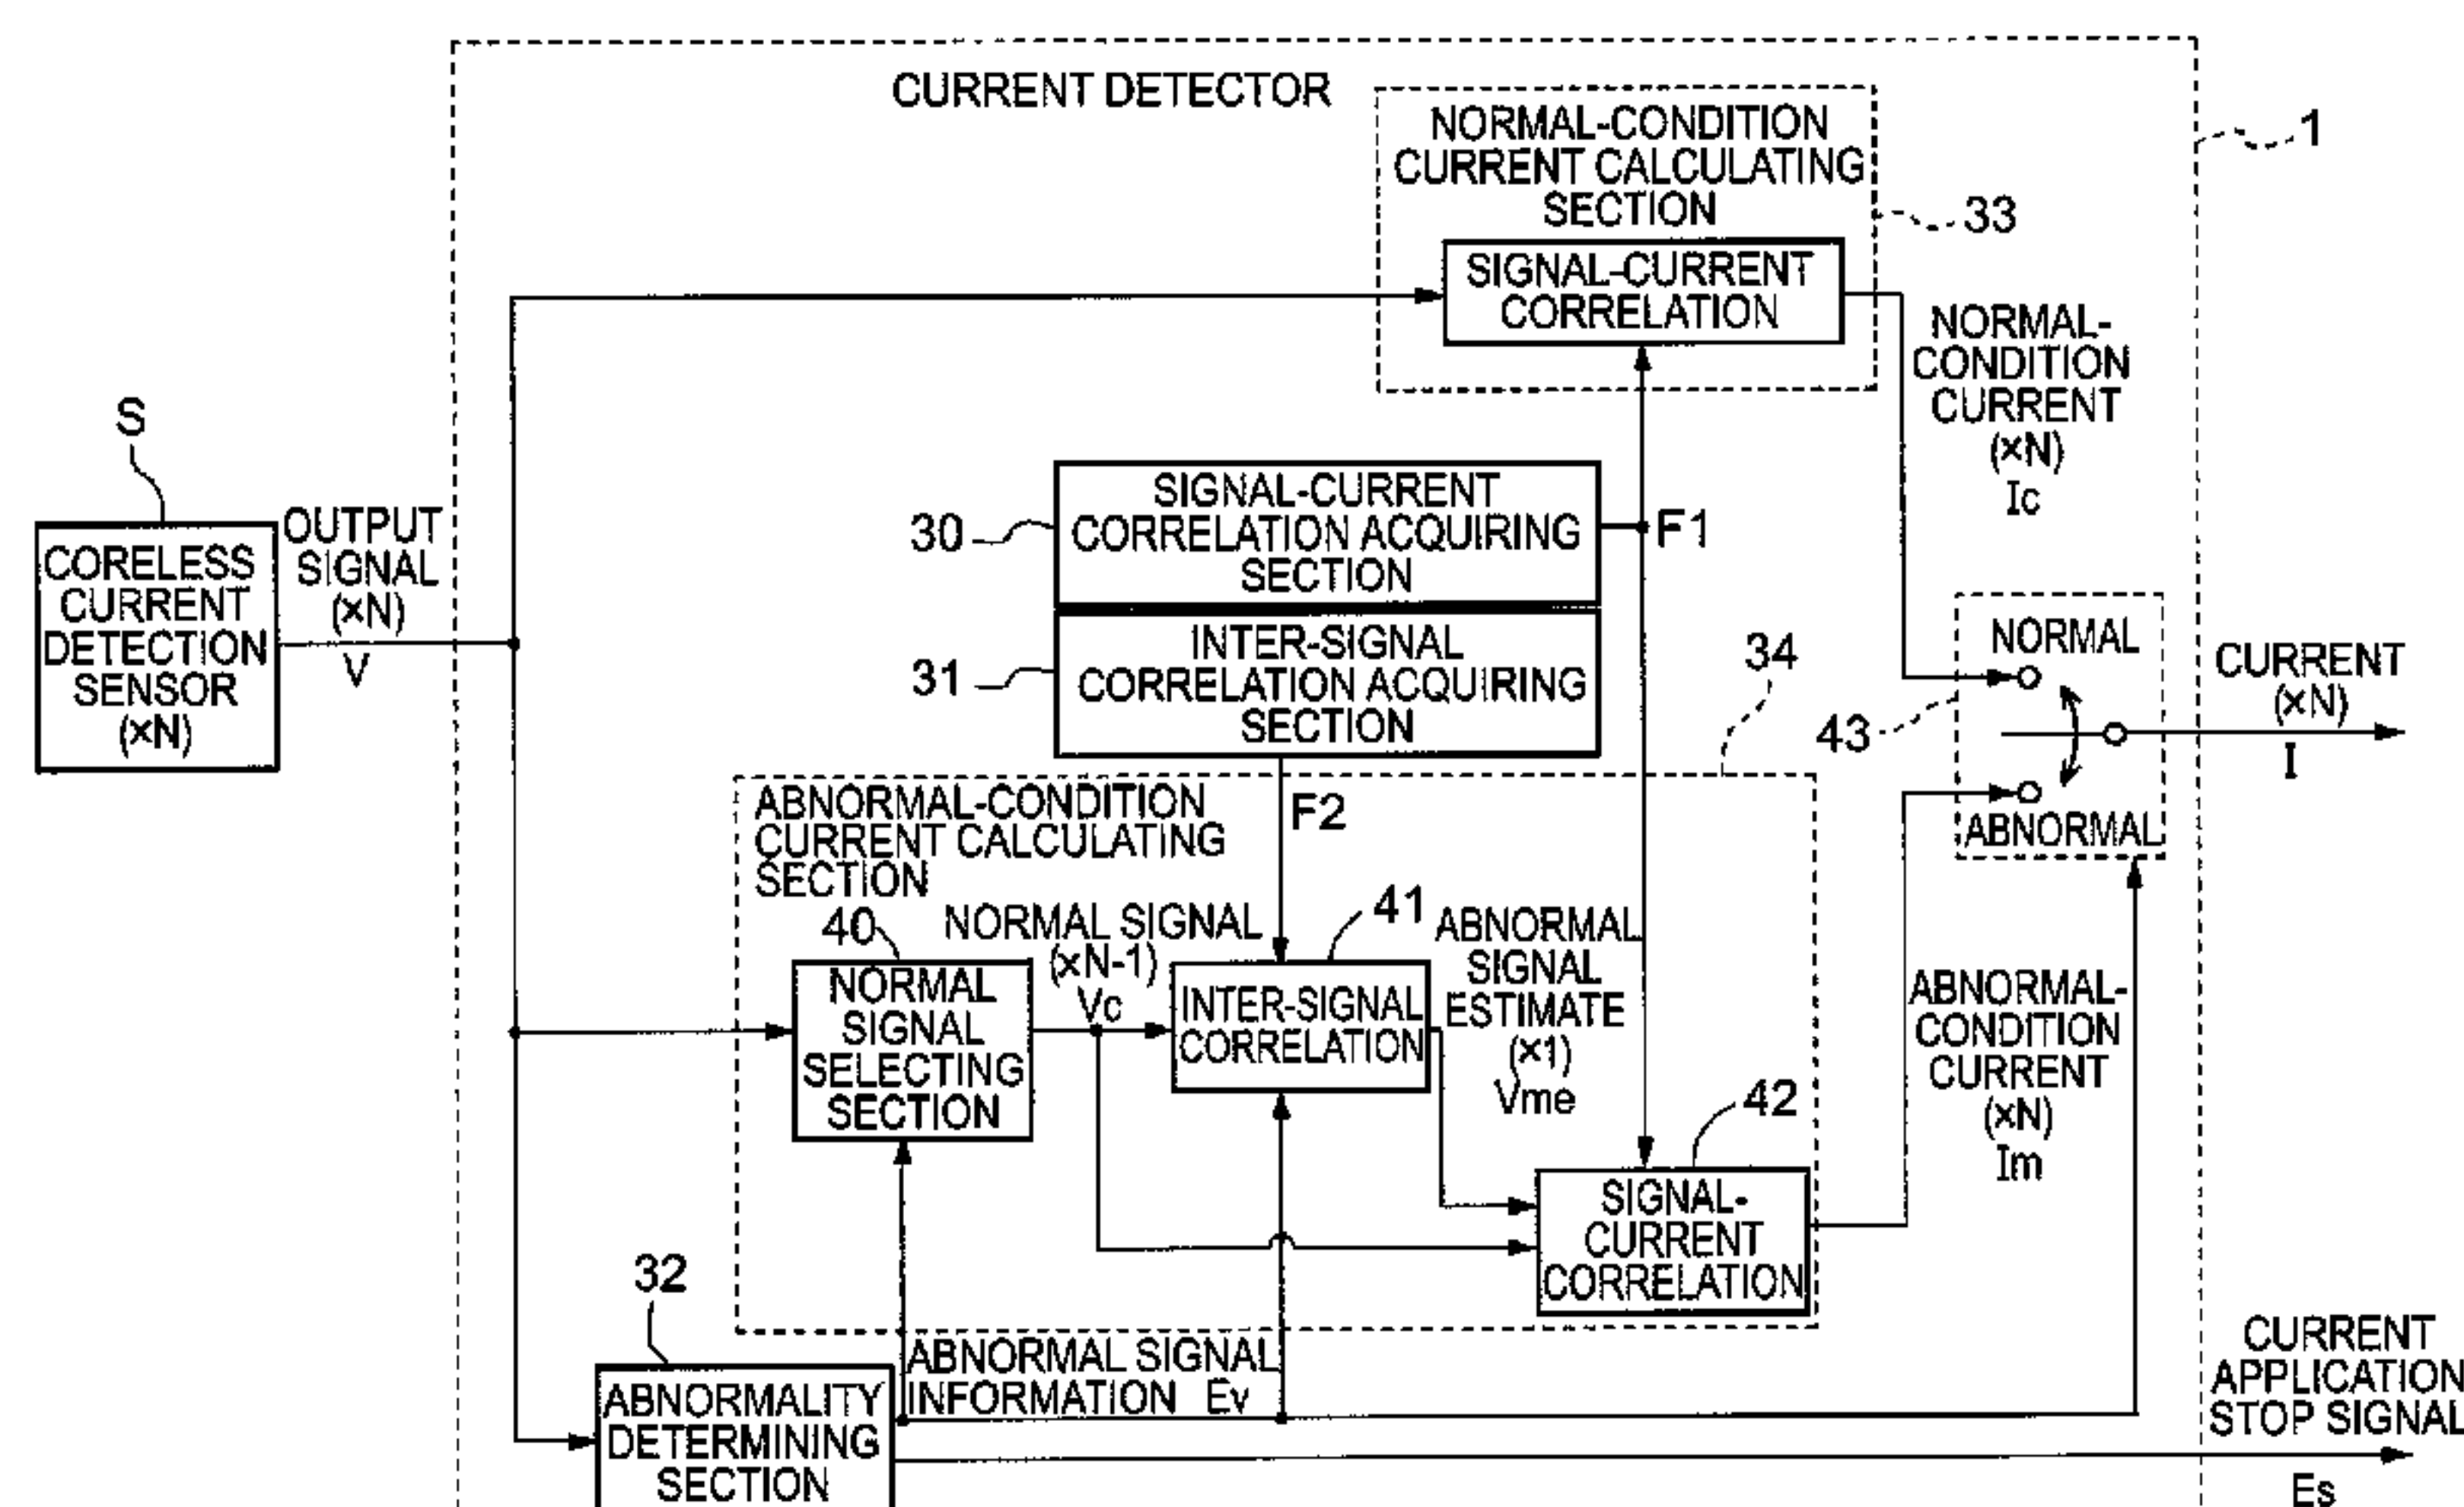 CURRENT DETECTOR
1
NORMAL-CONDITION
CURRENT CALCULATING
SECTION
33
SIGNAL-CURRENT
CORRELATION
NORMAL-
CONDITION
CURRENT
(×N)
Ic
S
CORELESS
CURRENT
DETECTION
SENSOR
(×N)
OUTPUT
SIGNAL
(×N)
V
30
SIGNAL-CURRENT
CORRELATION ACQUIRING
SECTION
F1
31
INTER-SIGNAL
CORRELATION ACQUIRING
SECTION
F2
34
43
NORMAL
ABNORMAL
CURRENT
(×N)
I
ABNORMAL-CONDITION
CURRENT CALCULATING
SECTION
40
NORMAL
SIGNAL
SELECTING
SECTION
NORMAL SIGNAL
(×N-1)
Vc
41
INTER-SIGNAL
CORRELATION
ABNORMAL
SIGNAL
ESTIMATE
(×1)
Vme
42
SIGNAL-
CURRENT
CORRELATION
ABNORMAL-
CONDITION
CURRENT
(×N)
Im
32
ABNORMALITY
DETERMINING
SECTION
ABNORMAL SIGNAL
INFORMATION Ev
CURRENT
APPLICATION
STOP SIGNAL
Es